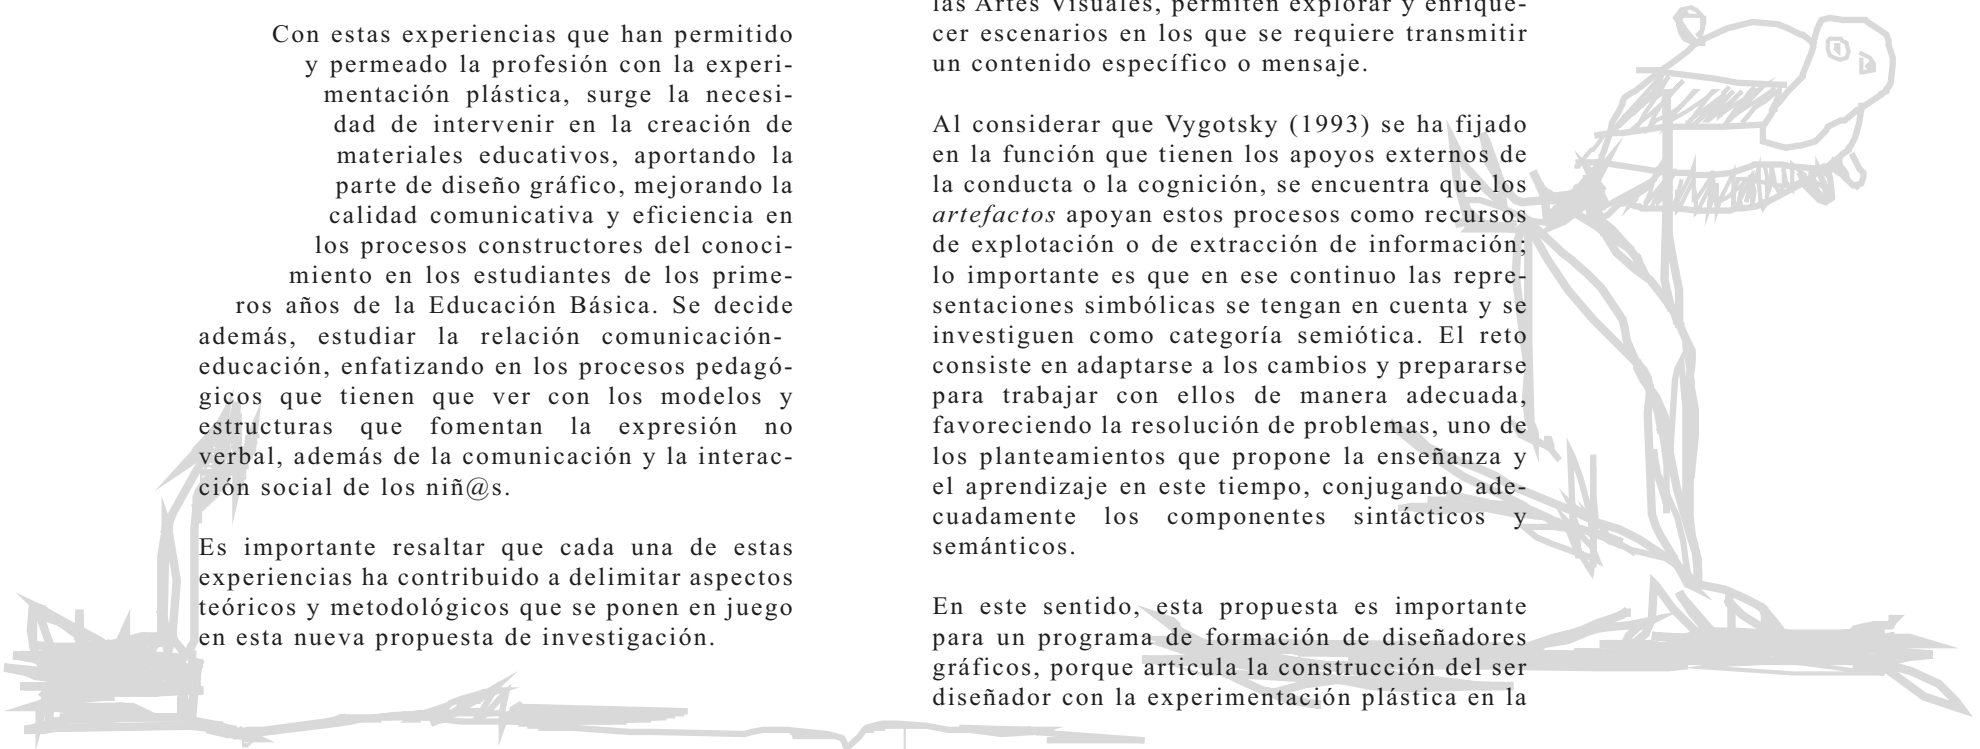 Con estas experiencias que han permitido
y permeado la profesión con la experi-
mentación plástica, surge la necesi-
dad de intervenir en la creación de
materiales educativos, aportando la
parte de diseño gráfico, mejorando la
calidad comunicativa y eficiencia en
los procesos constructores del conoci-
miento en los estudiantes de los prime-
ros años de la Educación Básica. Se decide
además, estudiar la relación comunicación-
educación, enfatizando en los procesos pedagó-
gicos que tienen que ver con los modelos y
estructuras que fomentan la expresión no
verbal, además de la comunicación y la interac-
ción social de los niñ@s.
Es importante resaltar que cada una de estas
experiencias ha contribuido a delimitar aspectos
teóricos y metodológicos que se ponen en juego
en esta nueva propuesta de investigación.
las Artes Visuales, permiten explorar y enrique-
cer escenarios en los que se requiere transmitir
un contenido específico o mensaje.
Al considerar que Vygotsky (1993) se ha fijado
en la función que tienen los apoyos externos de
la conducta o la cognición, se encuentra que los
artefactos apoyan estos procesos como recursos
de explotación o de extracción de información;
lo importante es que en ese continuo las repre-
sentaciones simbólicas se tengan en cuenta y se
investiguen como categoría semiótica. El reto
consiste en adaptarse a los cambios y prepararse
para trabajar con ellos de manera adecuada,
favoreciendo la resolución de problemas, uno de
los planteamientos que propone la enseñanza y
el aprendizaje en este tiempo, conjugando ade-
cuadamente los componentes sintácticos y
semánticos.
En este sentido, esta propuesta es importante
para un programa de formación de diseñadores
gráficos, porque articula la construcción del ser
diseñador con la experimentación plástica en la